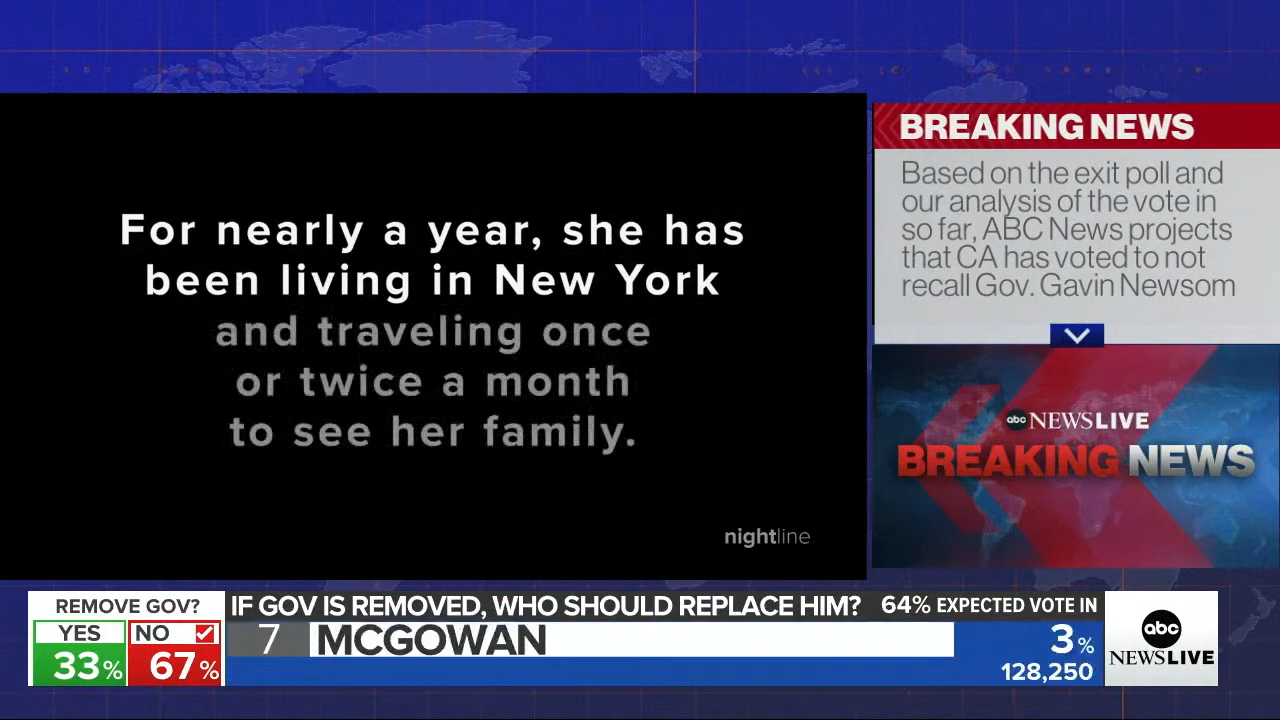 For nearly a year, she has
been living in New York
and traveling once
or twice a month
to see her family.
nightline
BREAKING NEWS
Based on the exit poll and
our analysis of the vote in
so far, ABC News projects
that CA has voted to not
recall Gov. Gavin Newsom
abc NEWSLIVE
BREAKING NEWS
REMOVE GOV?
YES NO
33% 67%
IF GOV IS REMOVED, WHO SHOULD REPLACE HIM? 64% EXPECTED VOTE IN
7 MCGOWAN 3%
128,250
abc
NEWSLIVE